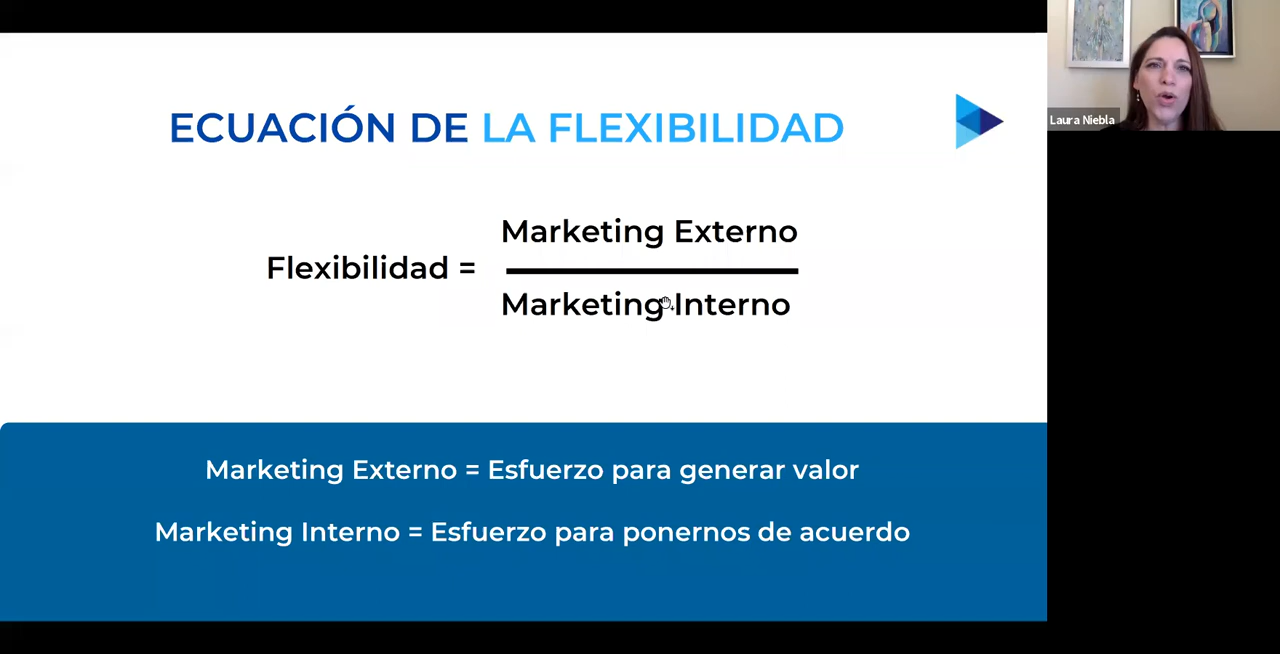 ECUACIÓN DE LA FLEXIBILIDAD
Marketing Externo
Flexibilidad =
Marketing Interno
Marketing Externo = Esfuerzo para generar valor
Marketing Interno = Esfuerzo para ponernos de acuerdo
Laura Niebla